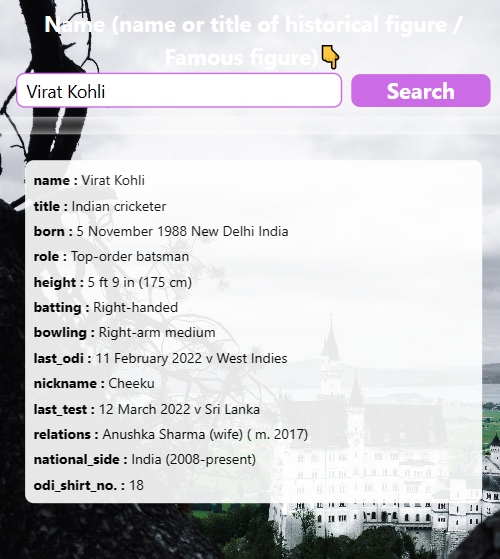 Name (name or title of historical figure /
Famous figure)👇
Virat Kohli
Search
name : Virat Kohli
title : Indian cricketer
born : 5 November 1988 New Delhi India
role : Top-order batsman
height : 5 ft 9 in (175 cm)
batting : Right-handed
bowling : Right-arm medium
last_odi : 11 February 2022 v West Indies
nickname : Cheeku
last_test : 12 March 2022 v Sri Lanka
relations : Anushka Sharma (wife) ( m. 2017)
national_side : India (2008-present)
odi_shirt_no. : 18